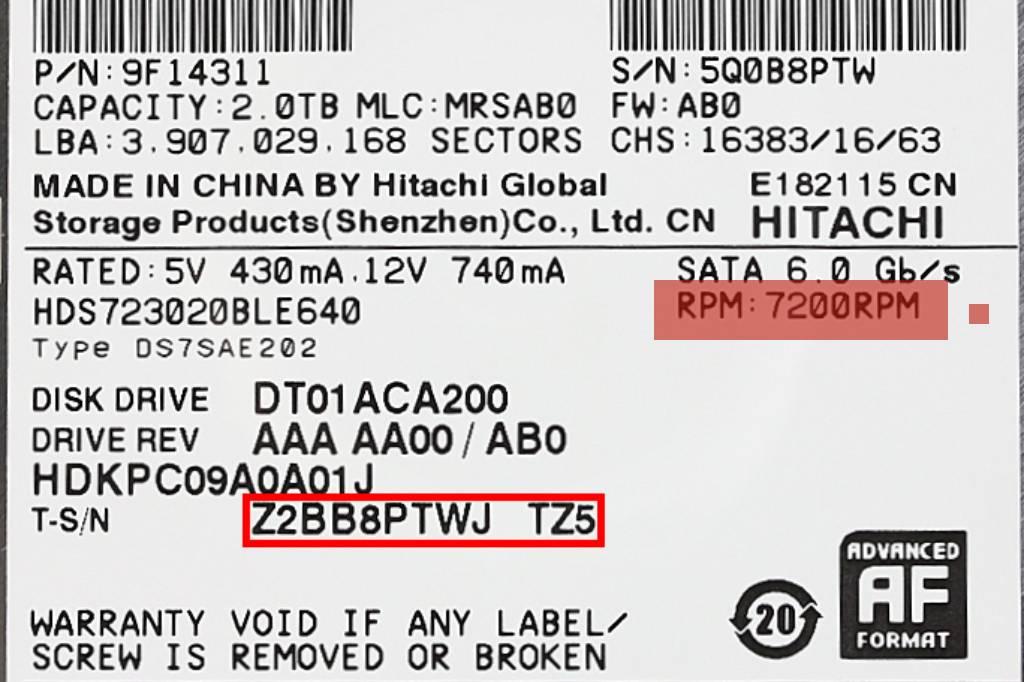 P/N:9F14311
S/N:5Q0B8PTW
CAPACITY:2.0TB MLC:MRSAB0
FW:AB0
LBA:3.907.029.168 SECTORS
CHS:16383/16/63
MADE IN CHINA BY Hitachi Global
E182115 CN
Storage Products(Shenzhen)Co., Ltd. CN
HITACHI
RATED:5V 430mA.12V 740mA
SATA 6.0 Gb/s
HDS723020BLE640
RPM:7200RPM
Type DS7SAE202
DISK DRIVE DT01ACA200
DRIVE REV AAA AA00 / AB0
HDKPC09A0A01J
T-S/N Z2BB8PTWJ TZ5
ADVANCED
AF
FORMAT
20
WARRANTY VOID IF ANY LABEL/
SCREW IS REMOVED OR BROKEN